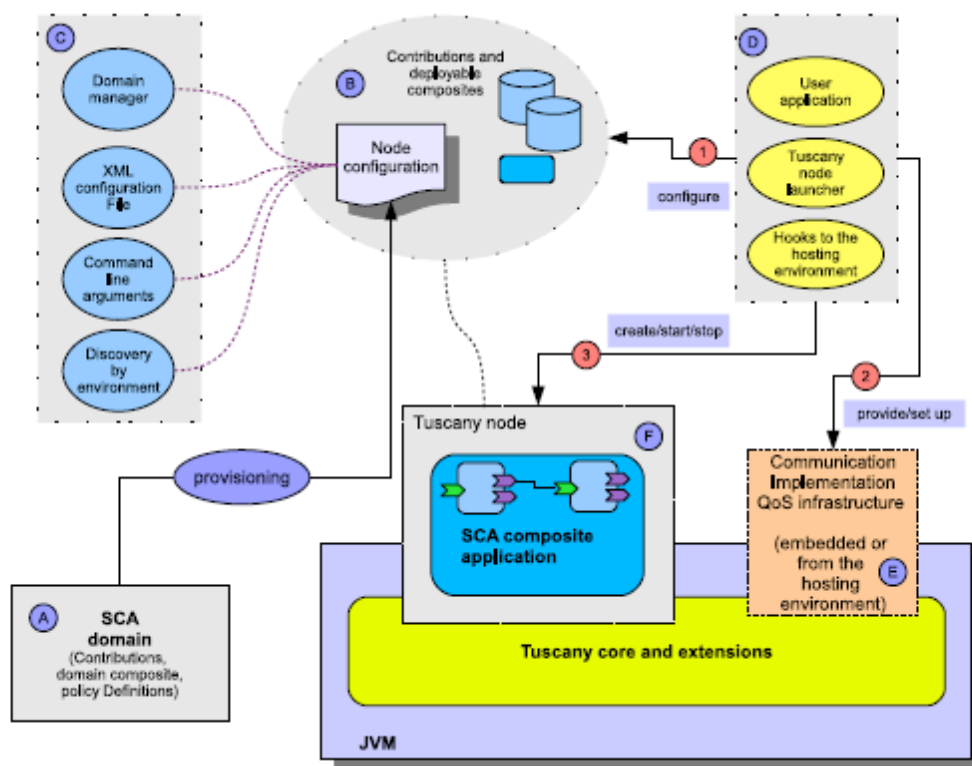 C
Domain
manager
XML
configuration
File
Command
line
arguments
Discovery
by
environment
B
Contributions and
deployable
composites
Node
configuration
D
User
application
Tuscany
node
launcher
Hooks to the
hosting
environment
1
configure
create/start/stop
3
2
provide/set up
provisioning
A
SCA
domain
(Contributions,
domain composite,
policy Definitions)
Tuscany node
F
SCA composite
application
Communication
Implementation
QoS infrastructure
(embedded or
from the
hosting
environment)
E
Tuscany core and extensions
JVM